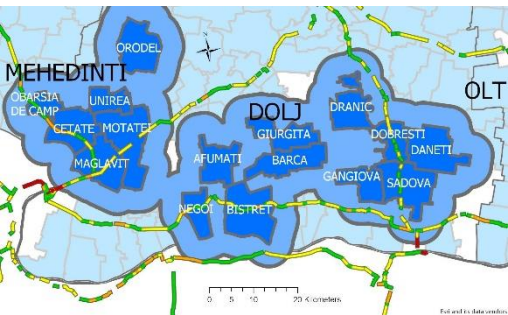 ORODEL
MEHEDINTI
OLT
OBARSIA
DE CAMP
UNIREA
DOLJ
DRANIC
CETATE
MOTATEI
GIURGITA
DOBRESTI
MAGLAVIT
AFUMATI
BARCA
DANETI
GANGIOVA
SADOVA
NEGOI
BISTRET
0 5 10 20 Kilometers
Esri and its data vendors